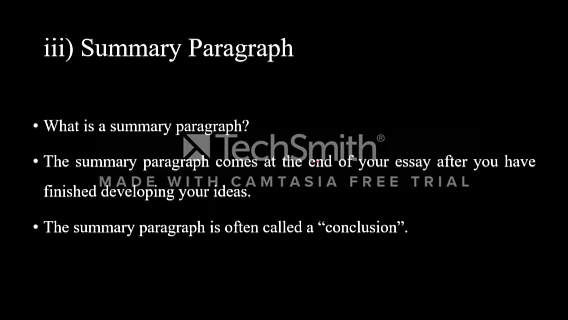 iii) Summary Paragraph
• What is a summary paragraph?
TechSmith®
• The summary paragraph comes at the end of your essay after you have
MADE WITH CAMTASIA FREE TRIAL
finished developing your ideas.
• The summary paragraph is often called a “conclusion”.